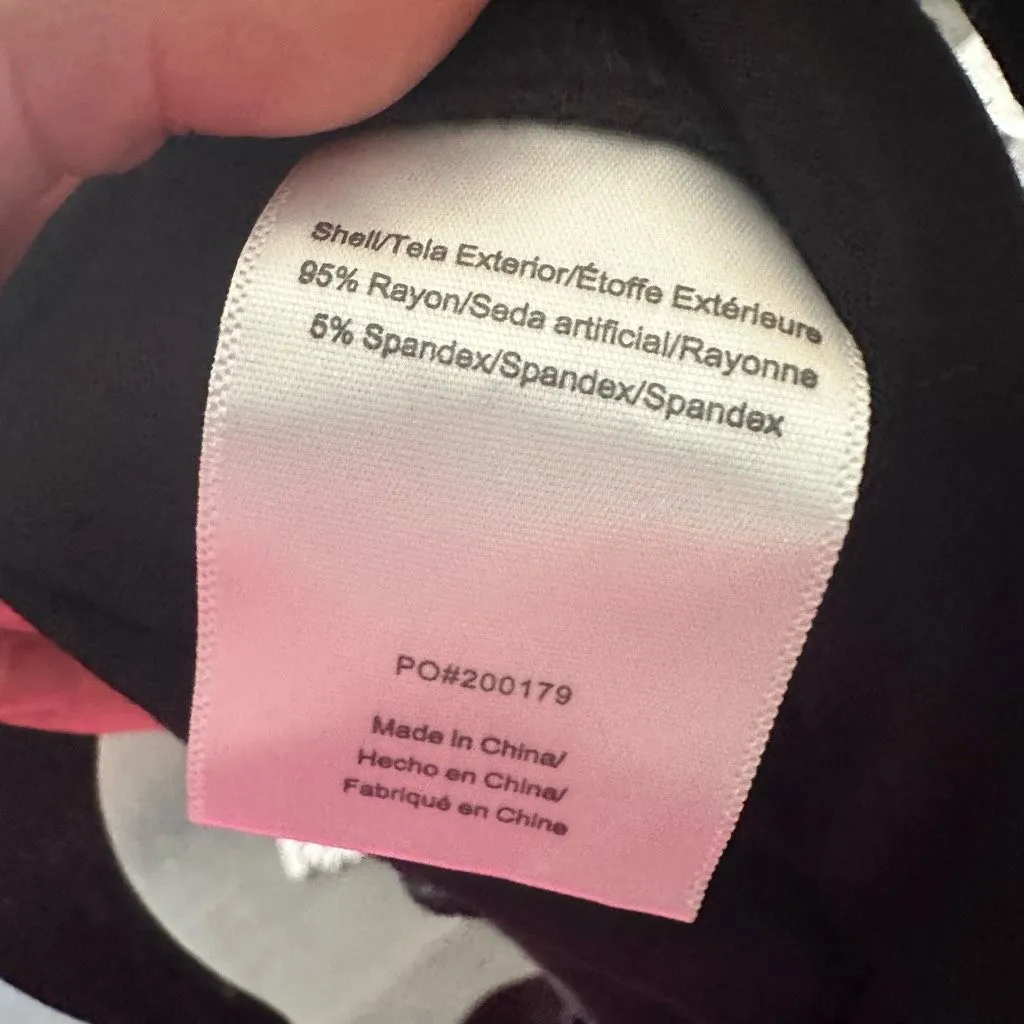 Shell/Tela Exterior/Étoffe Extérieure
95% Rayon/Seda artificial/Rayonne
5% Spandex/Spandex/Spandex
PO#200179
Made in China/
Hecho en China/
Fabriqué en Chine